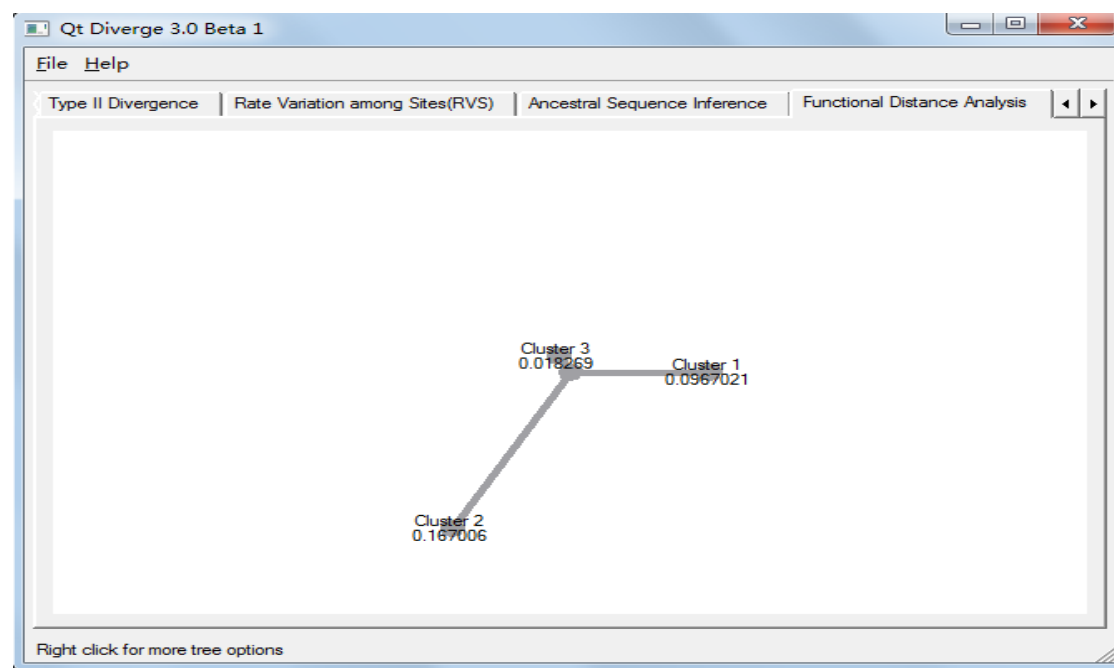 Qt Diverge 3.0 Beta 1
File Help
Type II Divergence Rate Variation among Sites(RVS) Ancestral Sequence Inference Functional Distance Analysis
Cluster 3
0.018269
Cluster 1
0.0967021
Cluster 2
0.167006
Right click for more tree options